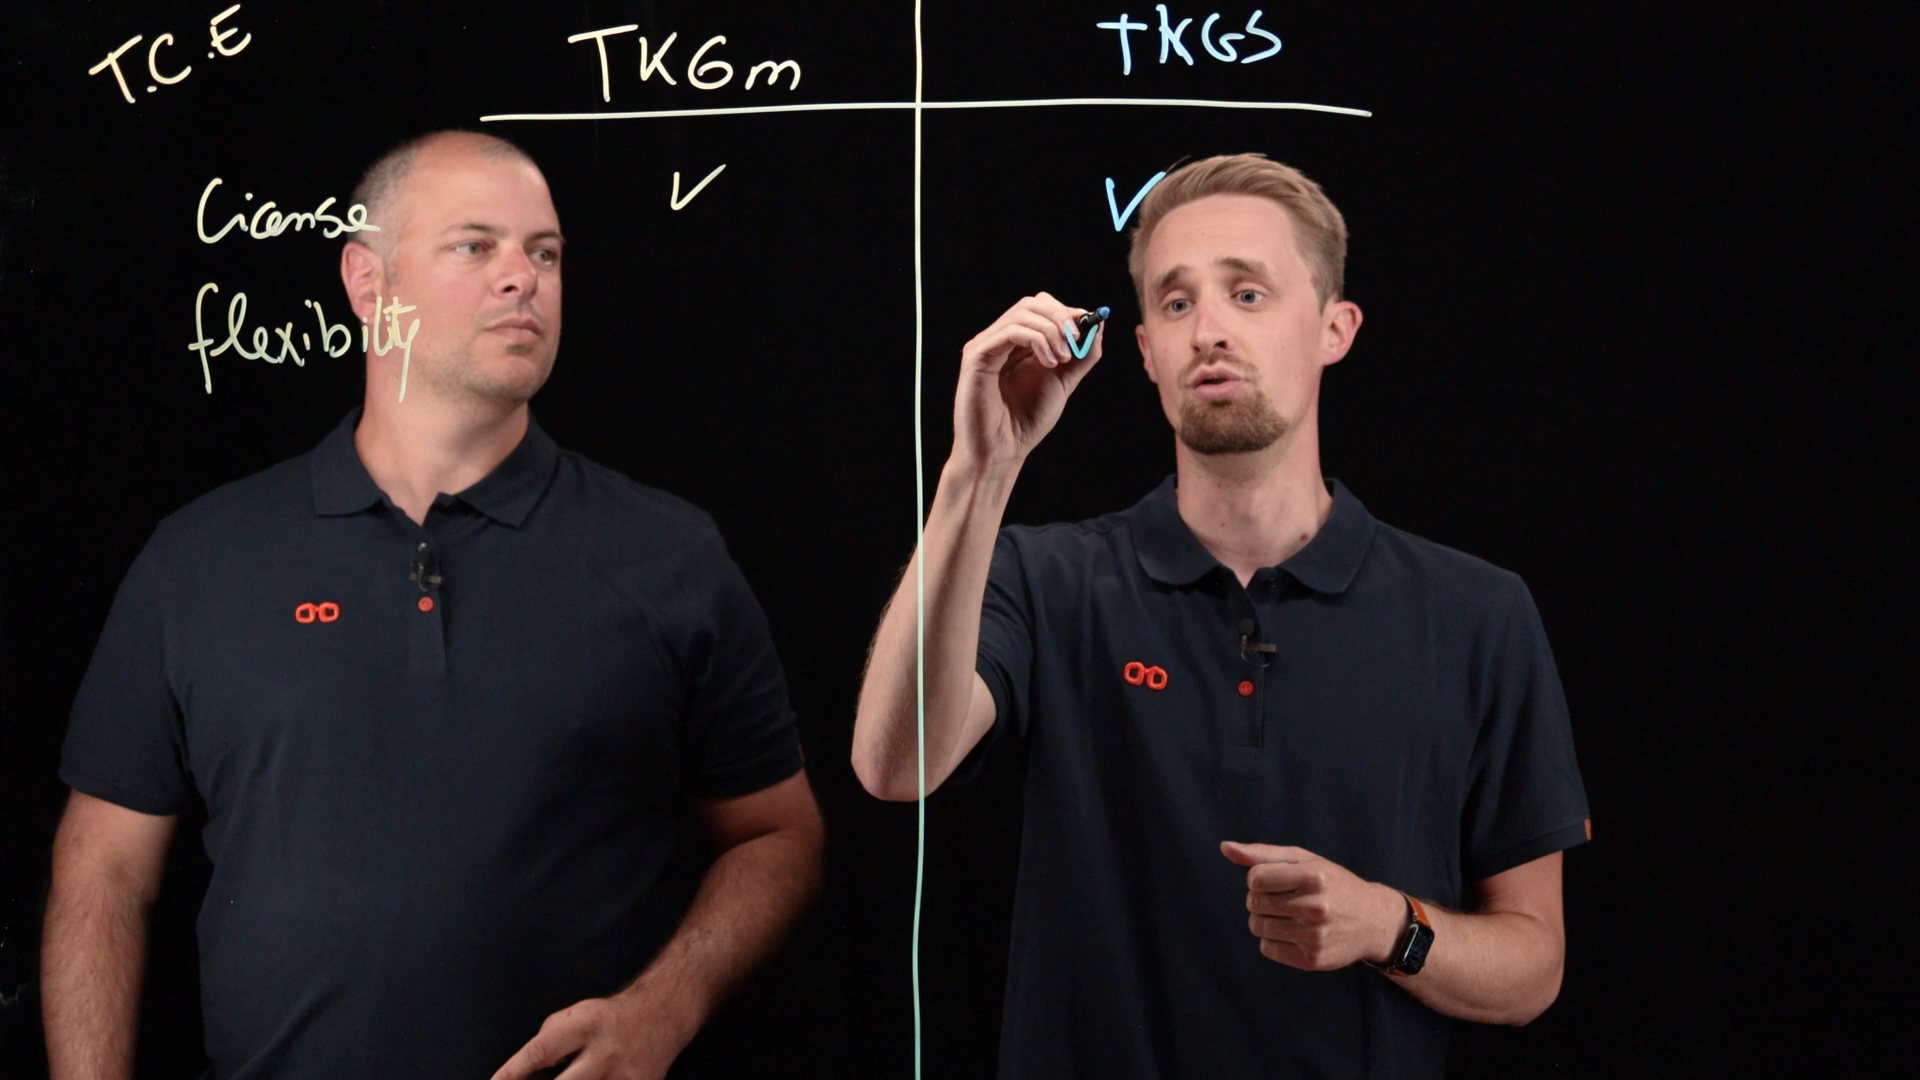 T.C.E
TKGm
TKGS
License
✓
✓
flexibility
✓